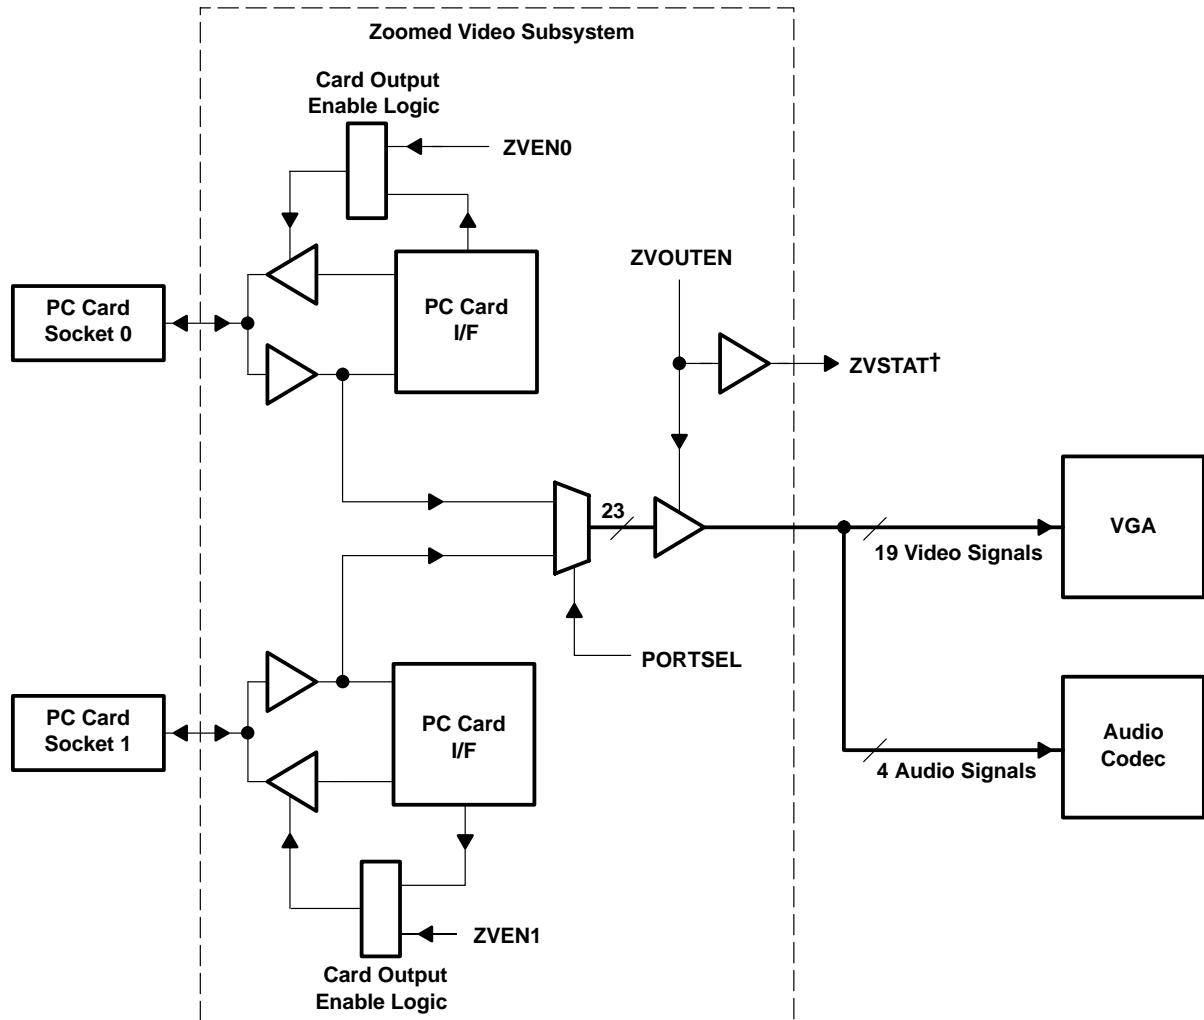 Zoomed Video Subsystem
Card Output
Enable Logic
ZVEN0
ZVOUTEN
PC Card
Socket 0
PC Card
I/F
ZVSTAT†
23
19 Video Signals
VGA
PORTSEL
PC Card
Socket 1
PC Card
I/F
4 Audio Signals
Audio
Codec
ZVEN1
Card Output
Enable Logic